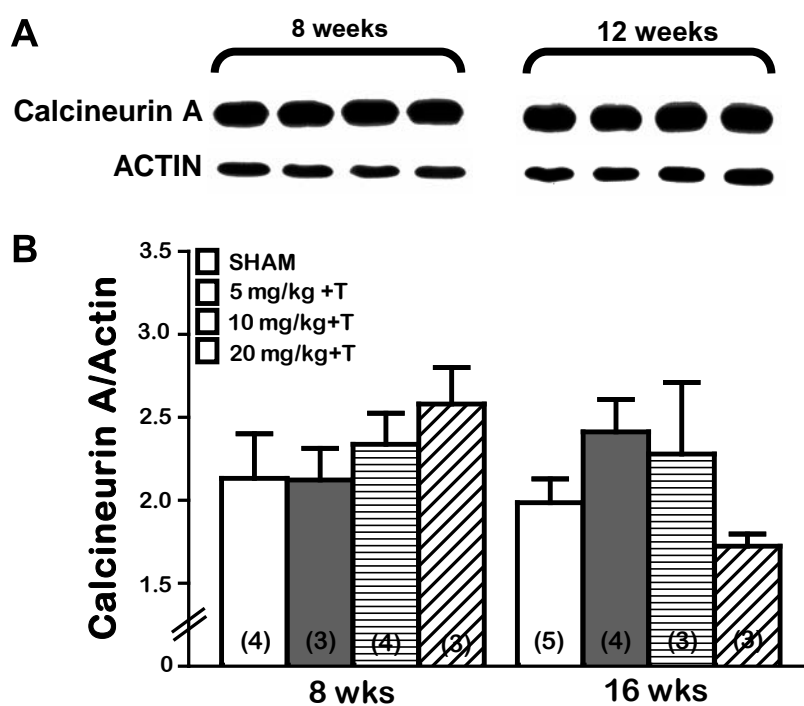 A
8 weeks
12 weeks
Calcineurin A
ACTIN
B
Calcineurin A/Actin
3.5
3.0
2.5
2.0
1.5
0
SHAM
5 mg/kg +T
10 mg/kg+T
20 mg/kg+T
(4) (3) (4) (3) (5) (4) (3) (3)
8 wks 16 wks